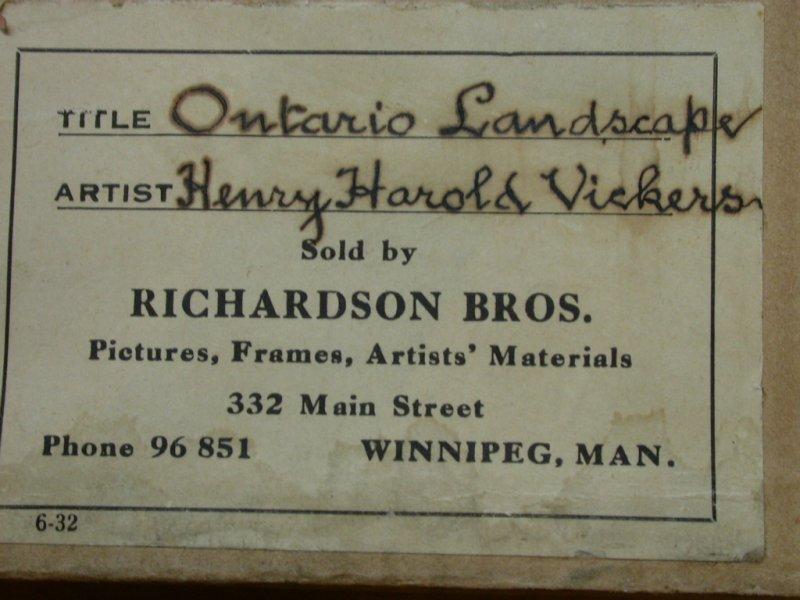 TITLE Ontario Landscape
ARTIST Henry Harold Vickers
Sold by
RICHARDSON BROS.
Pictures, Frames, Artists' Materials
332 Main Street
Phone 96 851 WINNIPEG, MAN.
6-32